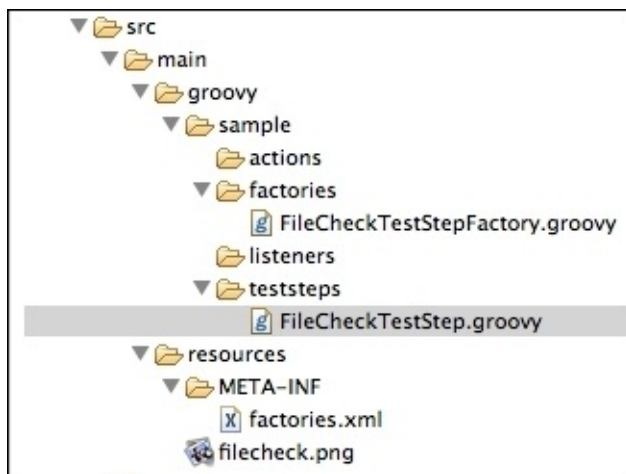 src
main
groovy
sample
actions
factories
FileCheckTestStepFactory.groovy
listeners
teststeps
FileCheckTestStep.groovy
resources
META-INF
factories.xml
filecheck.png